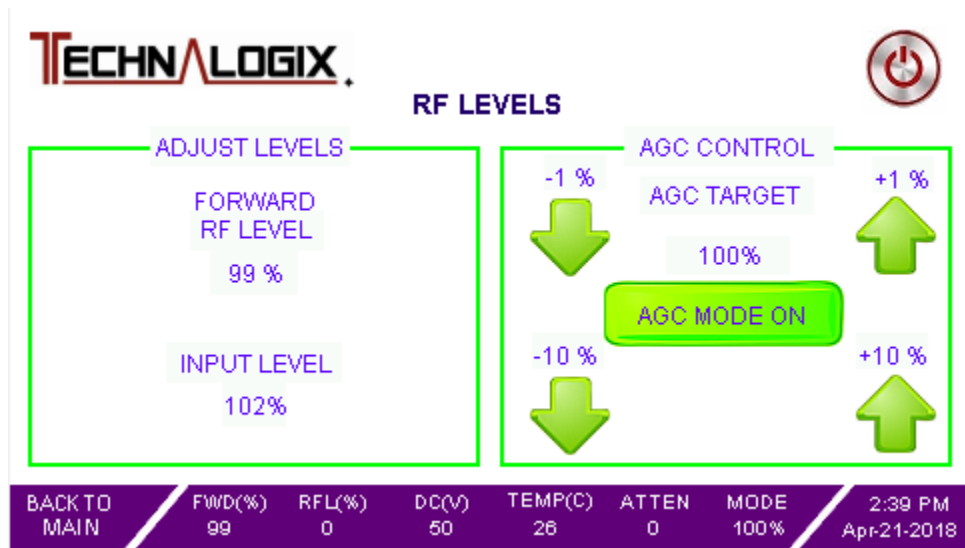 TECHNALOGIX
RF LEVELS
ADJUST LEVELS
FORWARD
RF LEVEL
99 %
INPUT LEVEL
102%
AGC CONTROL
-1 %
AGC TARGET
+1 %
100%
AGC MODE ON
-10 %
+10 %
BACK TO
MAIN
FWD(%) RFL(%) DC(V) TEMP(C) ATTEN MODE
99 0 50 26 0 100%
2:39 PM
Apr-21-2018